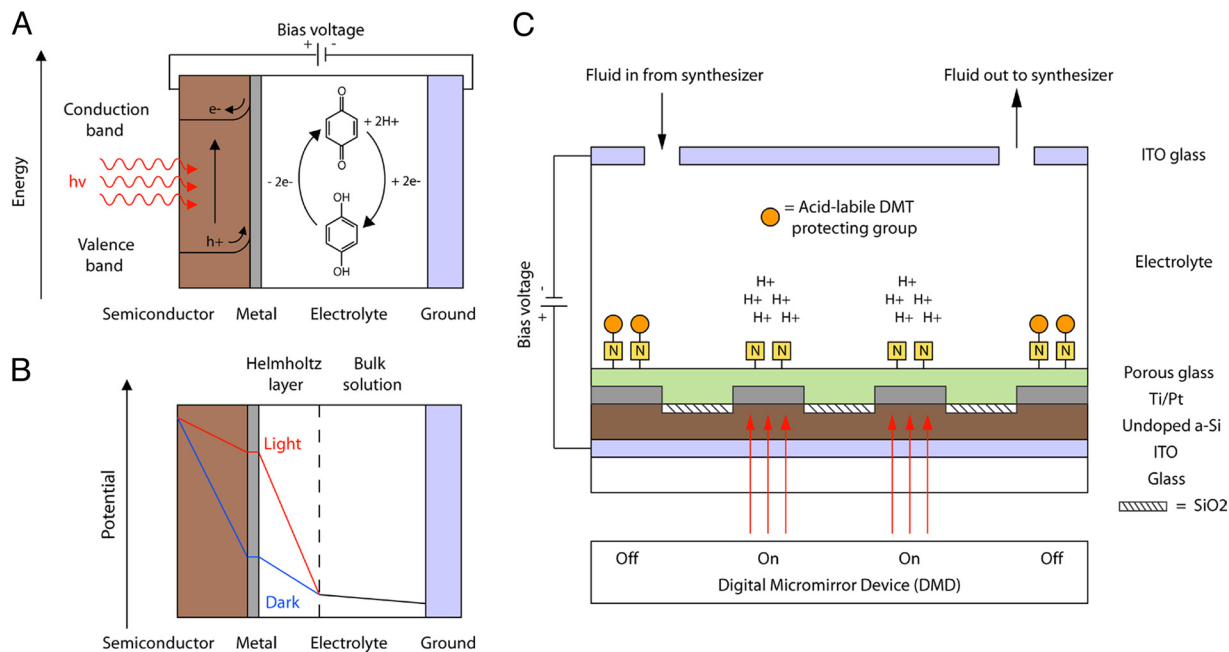 A
Bias voltage
+ -
Conduction
band
e-
O
+ 2H+
O
Energy
hv
- 2e-
+ 2e-
OH
h+
OH
Valence
band
Semiconductor Metal Electrolyte Ground
B
Helmholtz
layer
Bulk
solution
Potential
Light
Dark
Semiconductor Metal Electrolyte Ground
C
Fluid in from synthesizer
Fluid out to synthesizer
ITO glass
= Acid-labile DMT
protecting group
Electrolyte
Bias voltage
-
+
H+
H+ H+
H+ H+
H+
H+ H+
H+ H+
N N N N N N N N
Porous glass
Ti/Pt
Undoped a-Si
ITO
Glass
= SiO2
Off On On Off
Digital Micromirror Device (DMD)